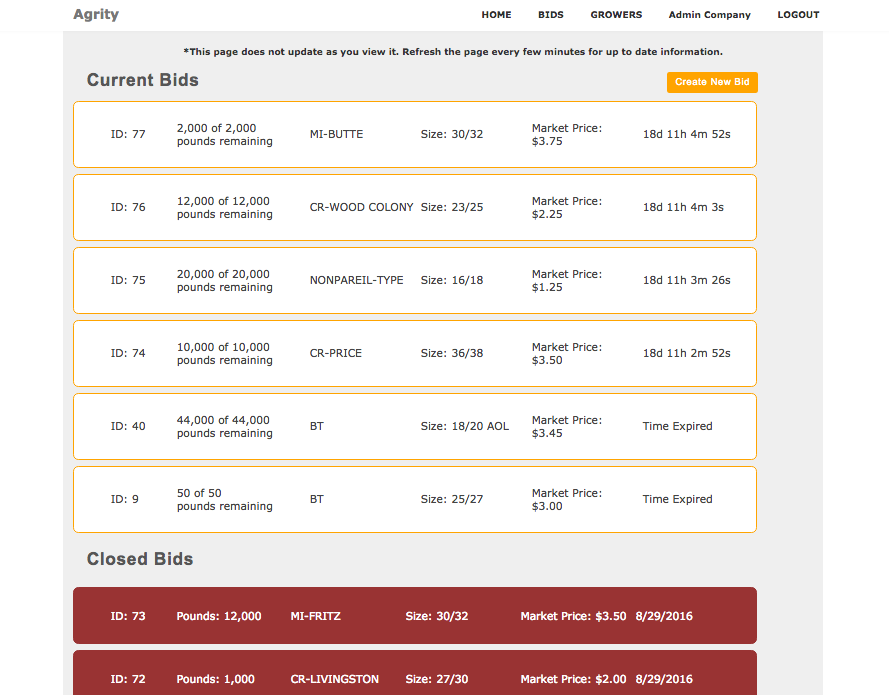 Agrity
HOME BIDS GROWERS Admin Company LOGOUT
*This page does not update as you view it. Refresh the page every few minutes for up to date information.
Current Bids
Create New Bid
ID: 77 2,000 of 2,000 pounds remaining MI-BUTTE Size: 30/32 Market Price: $3.75 18d 11h 4m 52s
ID: 76 12,000 of 12,000 pounds remaining CR-WOOD COLONY Size: 23/25 Market Price: $2.25 18d 11h 4m 3s
ID: 75 20,000 of 20,000 pounds remaining NONPAREIL-TYPE Size: 16/18 Market Price: $1.25 18d 11h 3m 26s
ID: 74 10,000 of 10,000 pounds remaining CR-PRICE Size: 36/38 Market Price: $3.50 18d 11h 2m 52s
ID: 40 44,000 of 44,000 pounds remaining BT Size: 18/20 AOL Market Price: $3.45 Time Expired
ID: 9 50 of 50 pounds remaining BT Size: 25/27 Market Price: $3.00 Time Expired
Closed Bids
ID: 73 Pounds: 12,000 MI-FRITZ Size: 30/32 Market Price: $3.50 8/29/2016
ID: 72 Pounds: 1,000 CR-LIVINGSTON Size: 27/30 Market Price: $2.00 8/29/2016